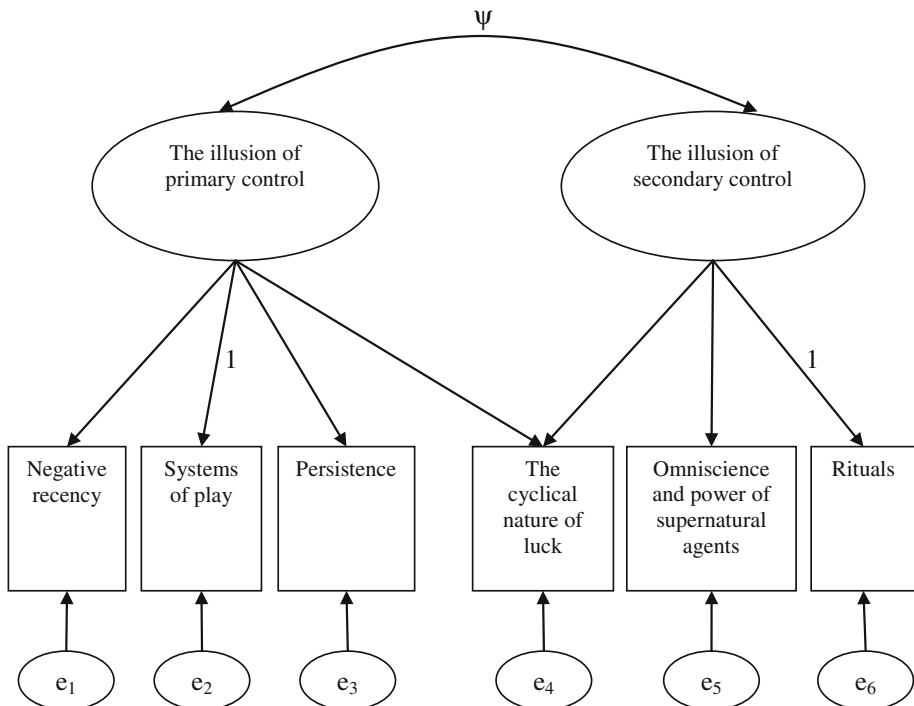 ψ
The illusion of
primary control
The illusion of
secondary control
1
1
Negative
recency
Systems
of play
Persistence
The
cyclical
nature of
luck
Omniscience
and power of
supernatural
agents
Rituals
e₁
e₂
e₃
e₄
e₅
e₆